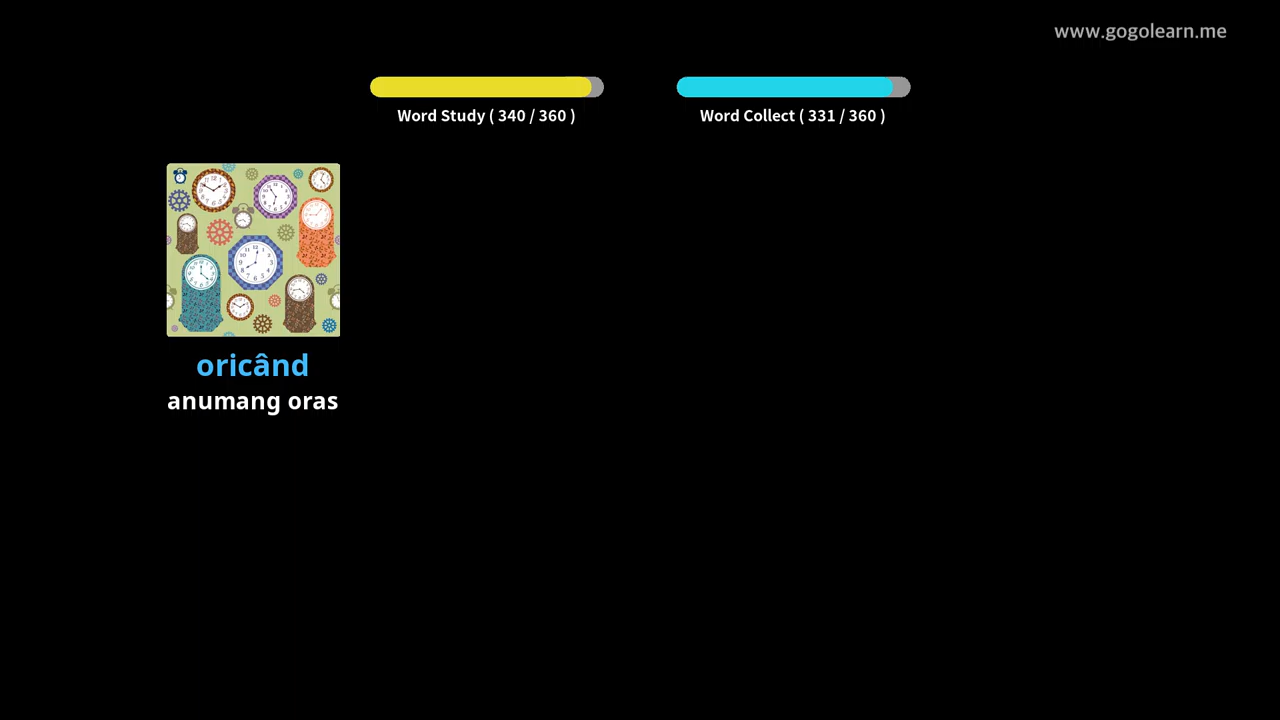 www.gogolearn.me
Word Study ( 340 / 360 )
Word Collect ( 331 / 360 )
oricând
anumang oras